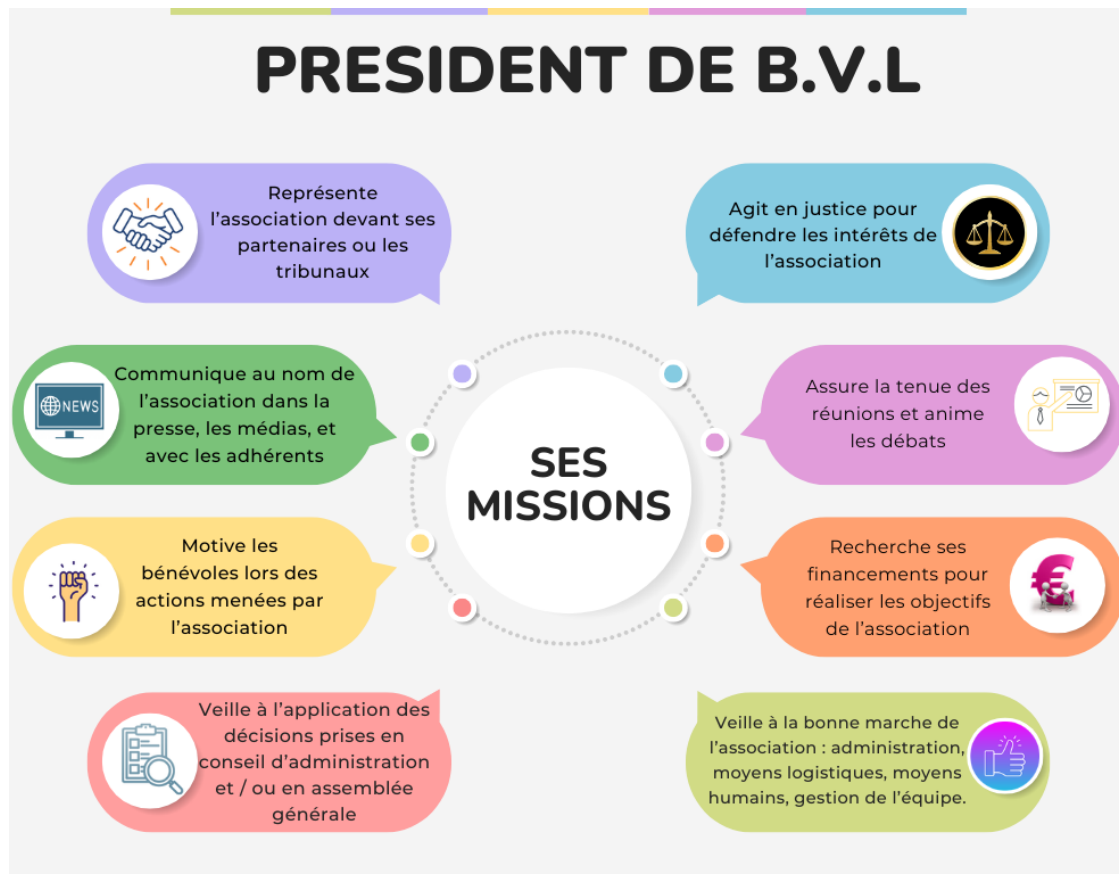 PRESIDENT DE B.V.L
Représente
l'association devant ses
partenaires ou les
tribunaux
Agit en justice pour
défendre les intérêts de
l'association
NEWS
Communique au nom de
l'association dans la
presse, les médias, et
avec les adhérents
Assure la tenue des
réunions et anime
les débats
SES
MISSIONS
Motive les
bénévoles lors des
actions menées par
l'association
Recherche ses
financements pour
réaliser les objectifs
de l'association
€
Veille à l'application des
décisions prises en
conseil d'administration
et / ou en assemblée
générale
Veille à la bonne marche de
l'association : administration,
moyens logistiques, moyens
humains, gestion de l'équipe.